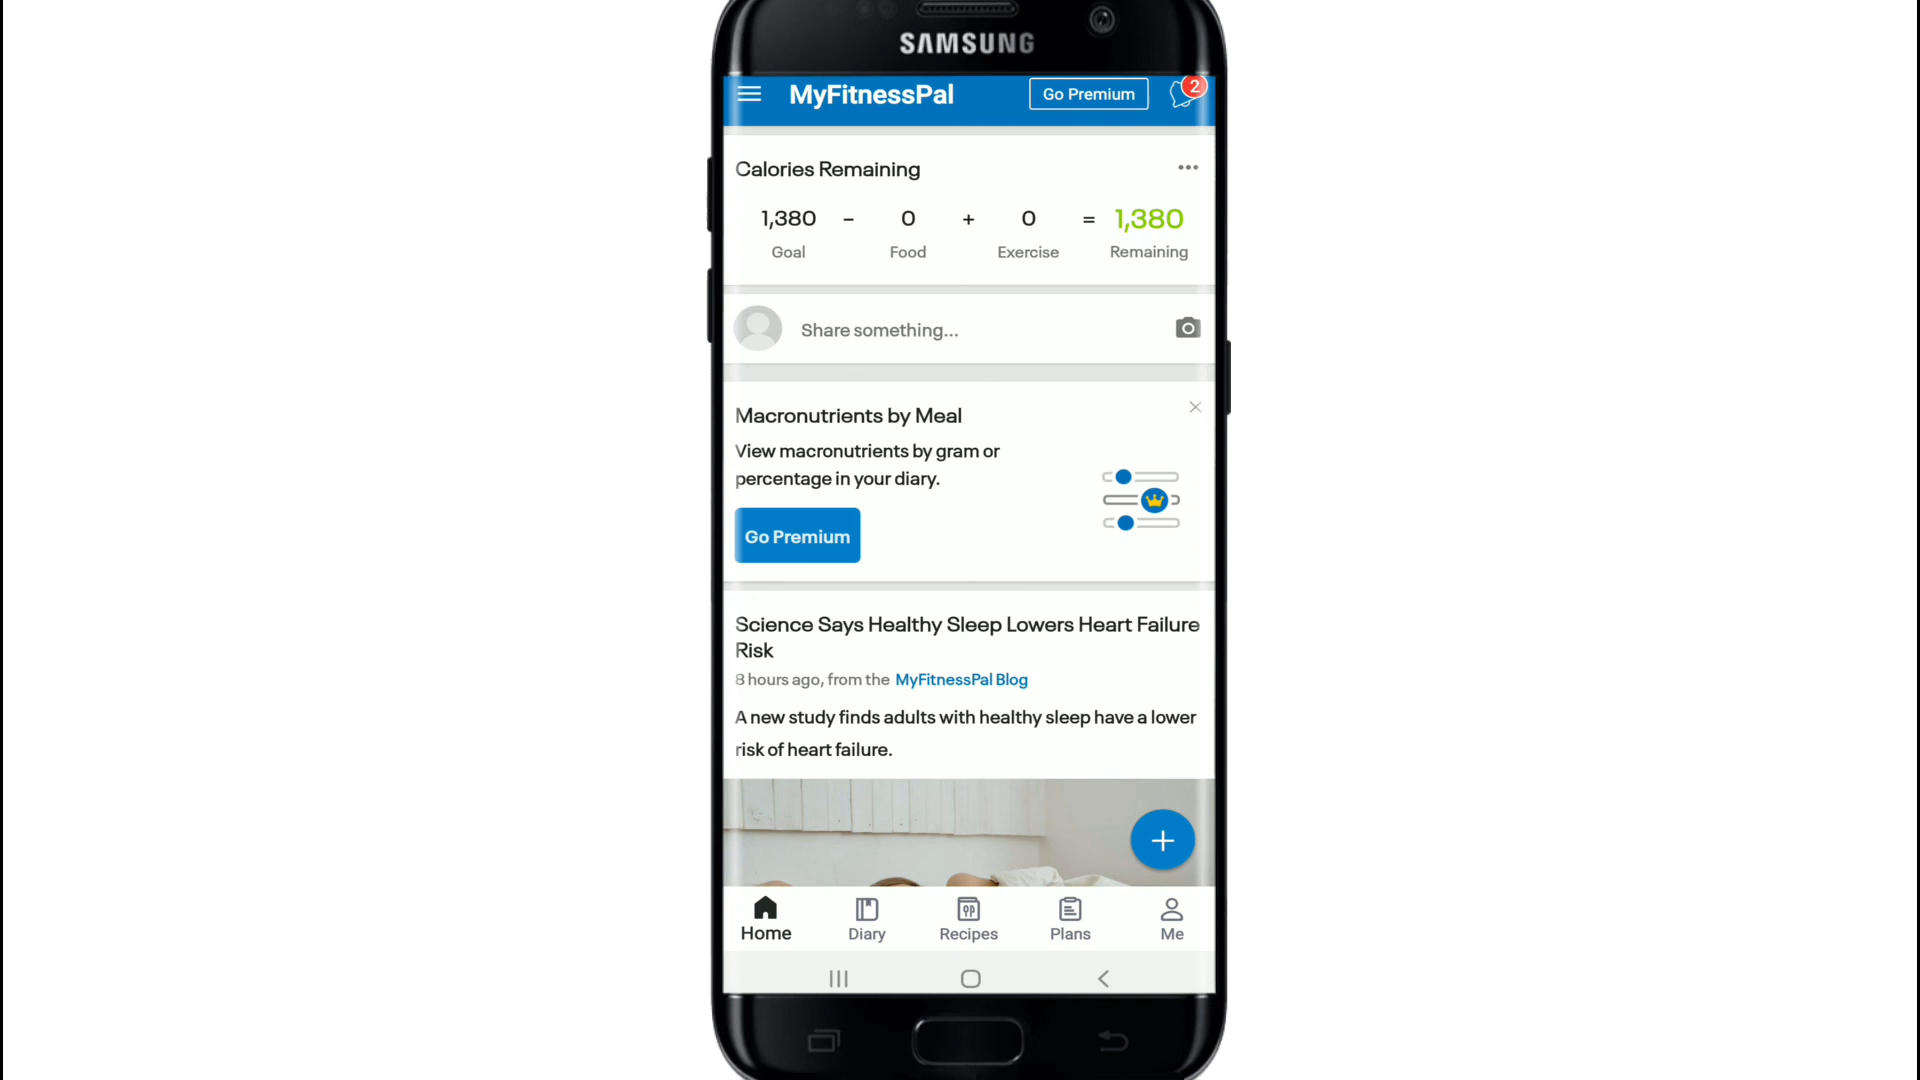 SAMSUNG
MyFitnessPal Go Premium 2
Calories Remaining
1,380 - 0 + 0 = 1,380
Goal Food Exercise Remaining
Share something...
Macronutrients by Meal
View macronutrients by gram or
percentage in your diary.
Go Premium
Science Says Healthy Sleep Lowers Heart Failure
Risk
8 hours ago, from the MyFitnessPal Blog
A new study finds adults with healthy sleep have a lower
risk of heart failure.
Home Diary Recipes Plans Me